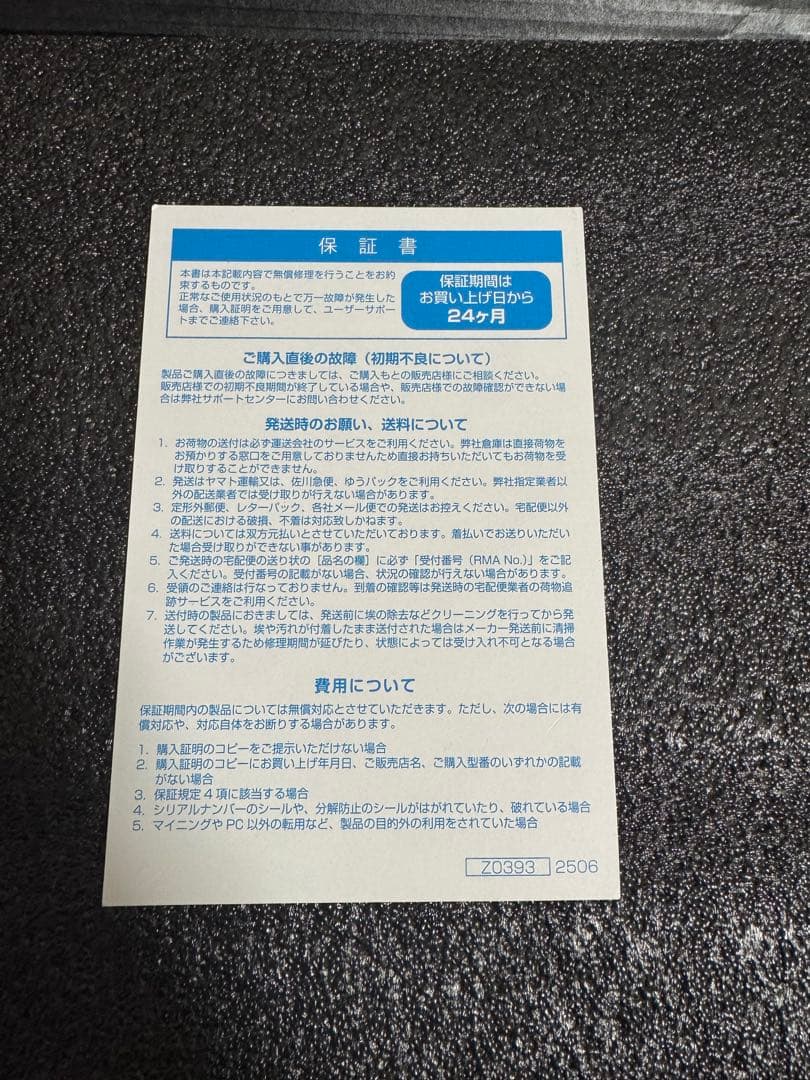 保証書
本書は本記載内容で無償修理を行うことをお約
束するものです。
正常なご使用状況のもとで万一故障が発生した
場合、購入証明をご用意して、ユーザーサポー
トまでご連絡下さい。
保証期間は
お買い上げ日から
24ヶ月
ご購入直後の故障（初期不良について）
製品ご購入直後の故障につきましては、ご購入もとの販売店様にご相談ください。
販売店様での初期不良期間が終了している場合や、販売店様での故障確認ができない場
合は弊社サポートセンターにお問い合わせください。
発送時のお願い、送料について
1. お荷物の送付は必ず運送会社のサービスをご利用ください。弊社倉庫は直接荷物を
お預かりする窓口をご用意しておりませんため直接お持ちいただいてもお荷物を受
け取りすることができません。
2. 発送はヤマト運輸又は、佐川急便、ゆうパックをご利用ください。弊社指定業者以
外の配送業者では受け取りが行えない場合があります。
3. 定形外郵便、レターパック、各社メール便での発送はお控えください。宅配便以外
の配送における破損、不着は対応致しかねます。
4. 送料については双方元払いとさせていただいております。着払いでお送りいただい
た場合受け取りができない事があります。
5. ご発送時の宅配便の送り状の［品名の欄］に必ず「受付番号（RMA No.）」をご記
入ください。受付番号の記載がない場合、状況の確認が行えない場合があります。
6. 受領のご連絡は行なっておりません。到着の確認等は発送時の宅配便業者の荷物追
跡サービスをご利用ください。
7. 送付時の製品におきましては、発送前に埃の除去などクリーニングを行ってから発
送してください。埃や汚れが付着したまま送付された場合はメーカー発送前に清掃
作業が発生するため修理期間が延びたり、状態によっては受け入れ不可となる場合
がございます。
費用について
保証期間内の製品については無償対応とさせていただきます。ただし、次の場合には有
償対応や、対応自体をお断りする場合があります。
1. 購入証明のコピーをご提示いただけない場合
2. 購入証明のコピーにお買い上げ年月日、ご販売店名、ご購入型番のいずれかの記載
がない場合
3. 保証規定4項に該当する場合
4. シリアルナンバーのシールや、分解防止のシールがはがれていたり、破れている場合
5. マイニングやPC以外の転用など、製品の目的外の利用をされていた場合
Z0393 2506